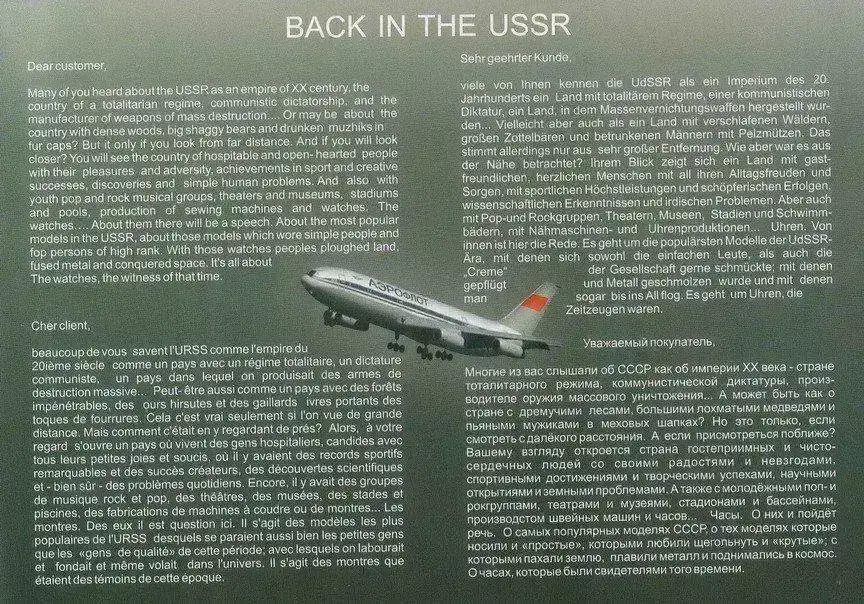 BACK IN THE USSR
Dear customer,
Many of you heard about the USSR as an empire of XX century, the
country of a totalitarian regime, communistic dictatorship, and the
manufacturer of weapons of mass destruction.... Or may be about the
country with dense woods, big shaggy bears and drunken muzhiks in
fur caps? But it only if you look from far distance. And if you will look
closer? You will see the country of hospitable and open- hearted people
with their pleasures and adversity, achievements in sport and creative
successes, discoveries and simple human problems. And also with
youth pop and rock musical groups, theaters and museums, stadiums
and pools, production of sewing machines and watches. The
watches.... About them there will be a speech. About the most popular
models in the USSR, about those models which wore simple people and
fop persons of high rank. With those watches peoples ploughed land,
fused metal and conquered space. It's all about
The watches, the witness of that time.
Sehr geehrter Kunde,
viele von Ihnen kennen die UdSSR als ein Imperium des 20.
Jahrhunderts ein Land mit totalitärem Regime, einer kommunistischen
Diktatur, ein Land, in dem Massenvernichtungswaffen hergestellt wur-
den... Vielleicht aber auch als ein Land mit verschlafenen Wäldern,
großen Zottelbären und betrunkenen Männern mit Pelzmützen. Das
stimmt allerdings nur aus sehr großer Entfernung. Wie aber war es aus
der Nähe betrachtet? Ihrem Blick zeigt sich ein Land mit gast-
freundlichen, herzlichen Menschen mit all ihren Alltagsfreuden und
Sorgen, mit sportlichen Höchstleistungen und schöpferischen Erfolgen,
wissenschaftlichen Erkenntnissen und irdischen Problemen. Aber auch
mit Pop-und Rockgruppen, Theatern, Museen, Stadien und Schwimm-
bädern, mit Nähmaschinen- und Uhrenproduktionen... Uhren. Von
ihnen ist hier die Rede. Es geht um die populärsten Modelle der UdSSR-
Ära, mit denen sich sowohl die einfachen Leute, als auch die
„Creme" der Gesellschaft gerne schmückte; mit denen
gepflügt und Metall geschmolzen wurde und mit denen
man sogar bis ins All flog. Es geht um Uhren, die
Zeitzeugen waren.
АЭРОФЛОТ
Cher client,
beaucoup de vous savent l'URSS comme l'empire du
20ième siècle comme un pays avec un régime totalitaire, un dictature
communiste, un pays dans lequel on produisait des armes de
destruction massive... Peut- être aussi comme un pays avec des forêts
impénétrables, des ours hirsutes et des gaillards ivres portants des
toques de fourrures. Cela c'est vrai seulement si l'on vue de grande
distance. Mais comment c'était en y regardant de prés? Alors, à votre
regard s'ouvre un pays où vivent des gens hospitaliers, candides avec
tous leurs petites joies et soucis, où il y avaient des records sportifs
remarquables et des succès créateurs, des découvertes scientifiques
et - bien sûr - des problèmes quotidiens. Encore, il y avait des groupes
de musique rock et pop, des théâtres, des musées, des stades et
piscines, des fabrications de machines à coudre ou de montres... Les
montres. Des eux il est question ici. Il s'agit des modèles les plus
populaires de l'URSS desquels se paraient aussi bien les petites gens
que les «gens de qualité» de cette période; avec lesquels on labourait
et fondait et même volait dans l'univers. Il s'agit des montres que
étaient des témoins de cette époque.
Уважаемый покупатель,
Многие из вас слышали об СССР как об империи XX века - стране
тоталитарного режима, коммунистической диктатуры, произ-
водителе оружия массового уничтожения... А может быть как о
стране с дремучими лесами, большими лохматыми медведями и
пьяными мужиками в меховых шапках? Но это только, если
смотреть с далёкого расстояния. А если присмотреться поближе?
Вашему взгляду откроется страна гостеприимных и чисто-
сердечных людей со своими радостями и невзгодами,
спортивными достижениями и творческими успехами, научными
открытиями и земными проблемами. А также с молодёжными поп- и
рокгруппами, театрами и музеями, стадионами и бассейнами,
производстом швейных машин и часов... Часы. О них и пойдёт
речь. О самых популярных моделях СССР, о тех моделях которые
носили и «простые», которыми любили щегольнуть и «крутые»; с
которыми пахали землю, плавили металл и поднимались в космос.
О часах, которые были свидетелями того времени.